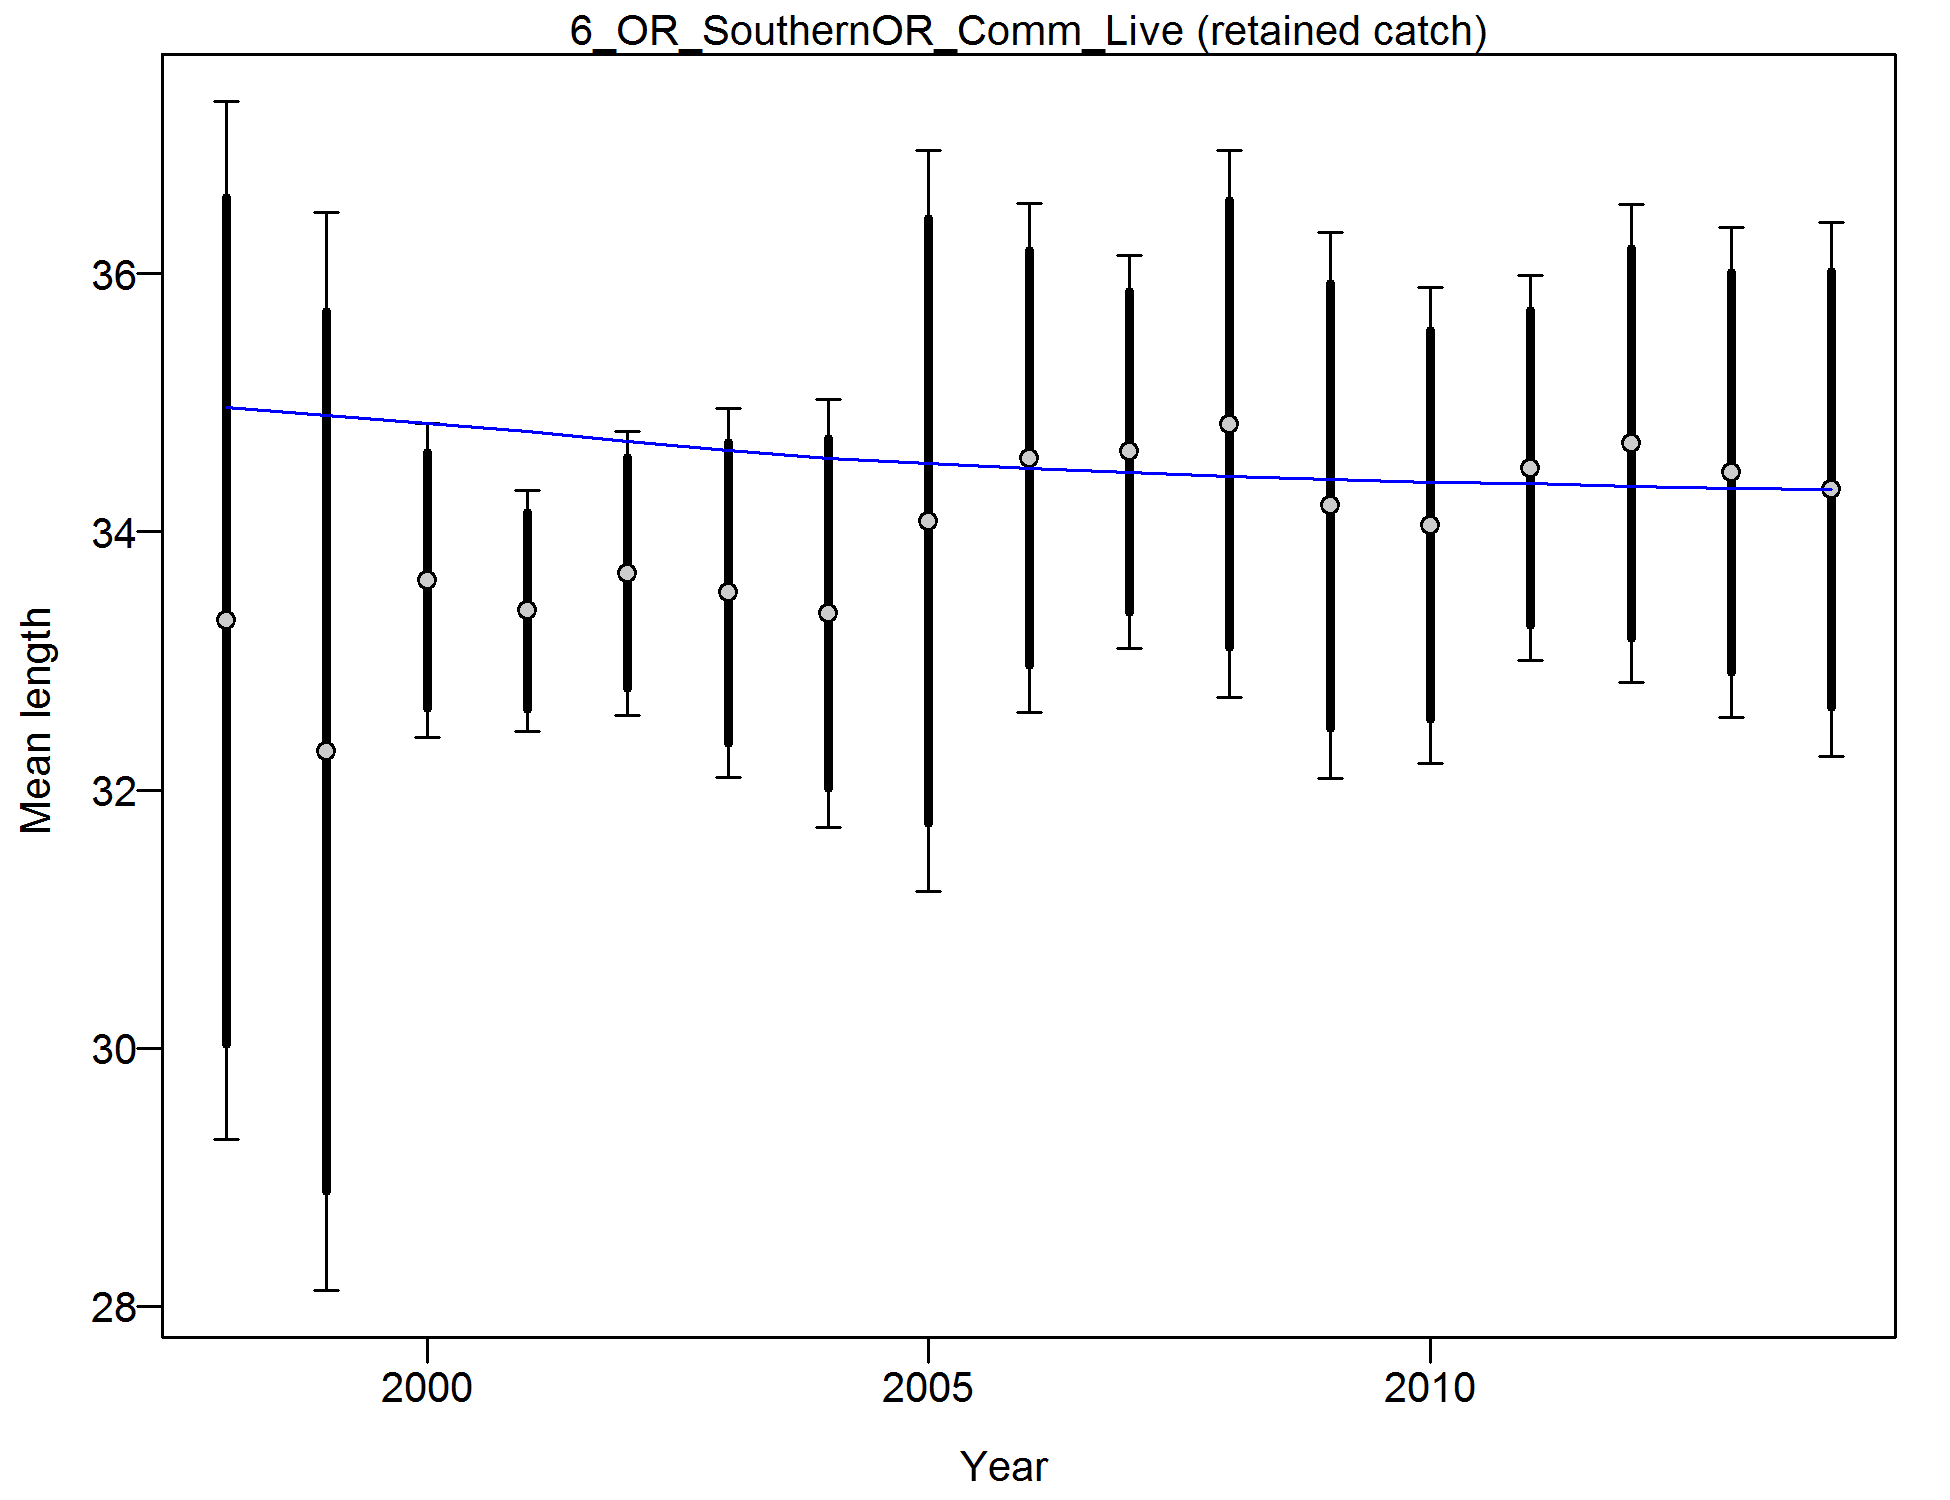 6_OR_SouthernOR_Comm_Live (retained catch)
Mean length
36
34
32
30
28
2000 2005 2010
Year